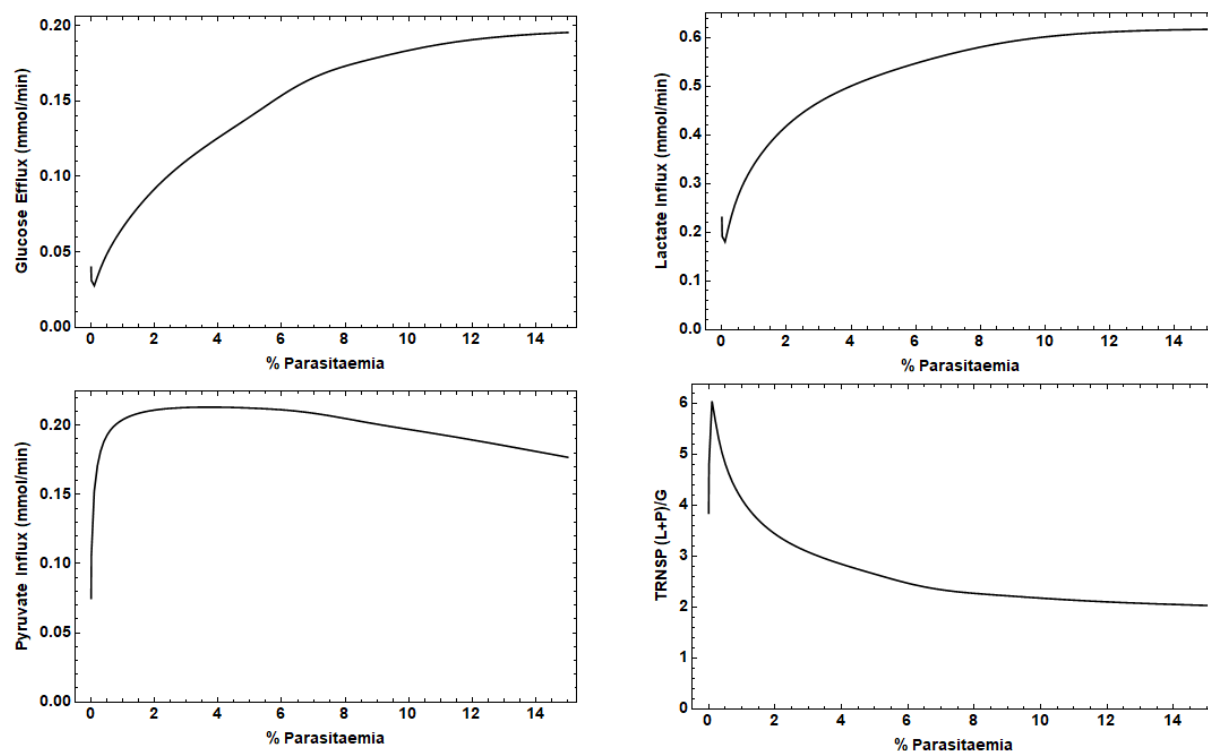 Glucose Efflux (mmol/min)
0.20
0.15
0.10
0.05
0.00
0 2 4 6 8 10 12 14
% Parasitaemia
Lactate Influx (mmol/min)
0.6
0.5
0.4
0.3
0.2
0.1
0.0
0 2 4 6 8 10 12 14
% Parasitaemia
Pyruvate Influx (mmol/min)
0.20
0.15
0.10
0.05
0.00
0 2 4 6 8 10 12 14
% Parasitaemia
TRNSP (L+P)/G
6
5
4
3
2
1
0
0 2 4 6 8 10 12 14
% Parasitaemia